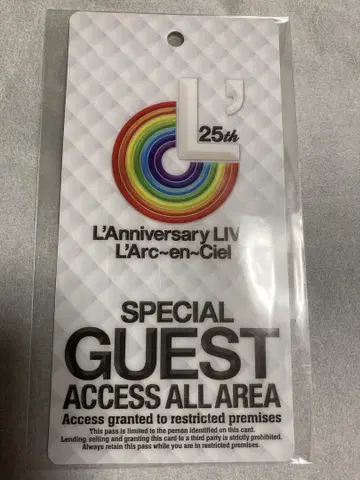 L'
25th
L'Anniversary LIV
L'Arc~en~Ciel
SPECIAL
GUEST
ACCESS ALL AREA
Access granted to restricted premises
This pass is limited to the person identified on this card.
Lending, selling and granting this card to a third party is strictly prohibited.
Always retain this pass while you are in restricted premises.